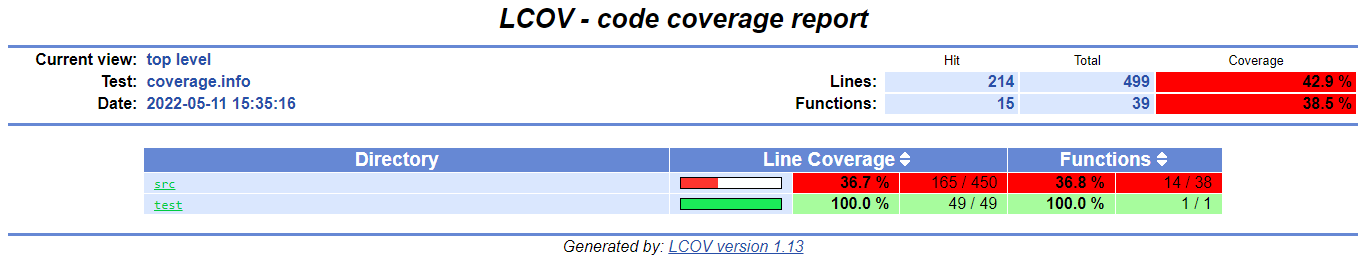 LCOV - code coverage report
Current view: top level Hit Total Coverage
Test: coverage.info Lines: 214 499 42.9 %
Date: 2022-05-11 15:35:16 Functions: 15 39 38.5 %
Directory Line Coverage Functions
src 36.7 % 165 / 450 36.8 % 14 / 38
test 100.0 % 49 / 49 100.0 % 1 / 1
Generated by: LCOV version 1.13